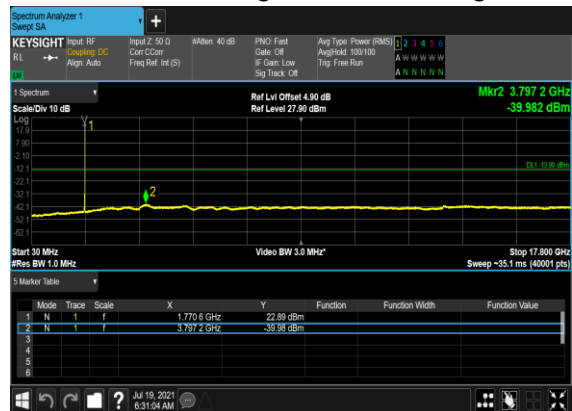 Spectrum Analyzer 1
Swept SA
+
KEYSIGHT Input: RF Input Z: 50 Ω #Atten: 40 dB PNO: Fast Avg Type: Power (RMS) 1 2 3 4 5 6
RL Coupling: DC Corr CCorr Gate: Off Avg|Hold: 100/100 A W W W W W
Align: Auto Freq Ref: Int (S) IF Gain: Low Trig: Free Run
Sig Track: Off A N N N N N
1 Spectrum Ref Lvl Offset 4.90 dB Mkr2 3.797 2 GHz
Scale/Div 10 dB Ref Level 27.90 dBm -39.982 dBm
Log
17.9
7.90
-2.10
-12.1
-22.1
-32.1
-42.1
-52.1
-62.1
1
2
DL1 -13.00 dBm
Start 30 MHz Video BW 3.0 MHz* Stop 17.800 GHz
#Res BW 1.0 MHz Sweep ~35.1 ms (40001 pts)
5 Marker Table
Mode Trace Scale X Y Function Function Width Function Value
1 N 1 f 1.770 6 GHz 22.89 dBm
2 N 1 f 3.797 2 GHz -39.98 dBm
3
4
5
6
? Jul 19, 2021
6:31:04 AM